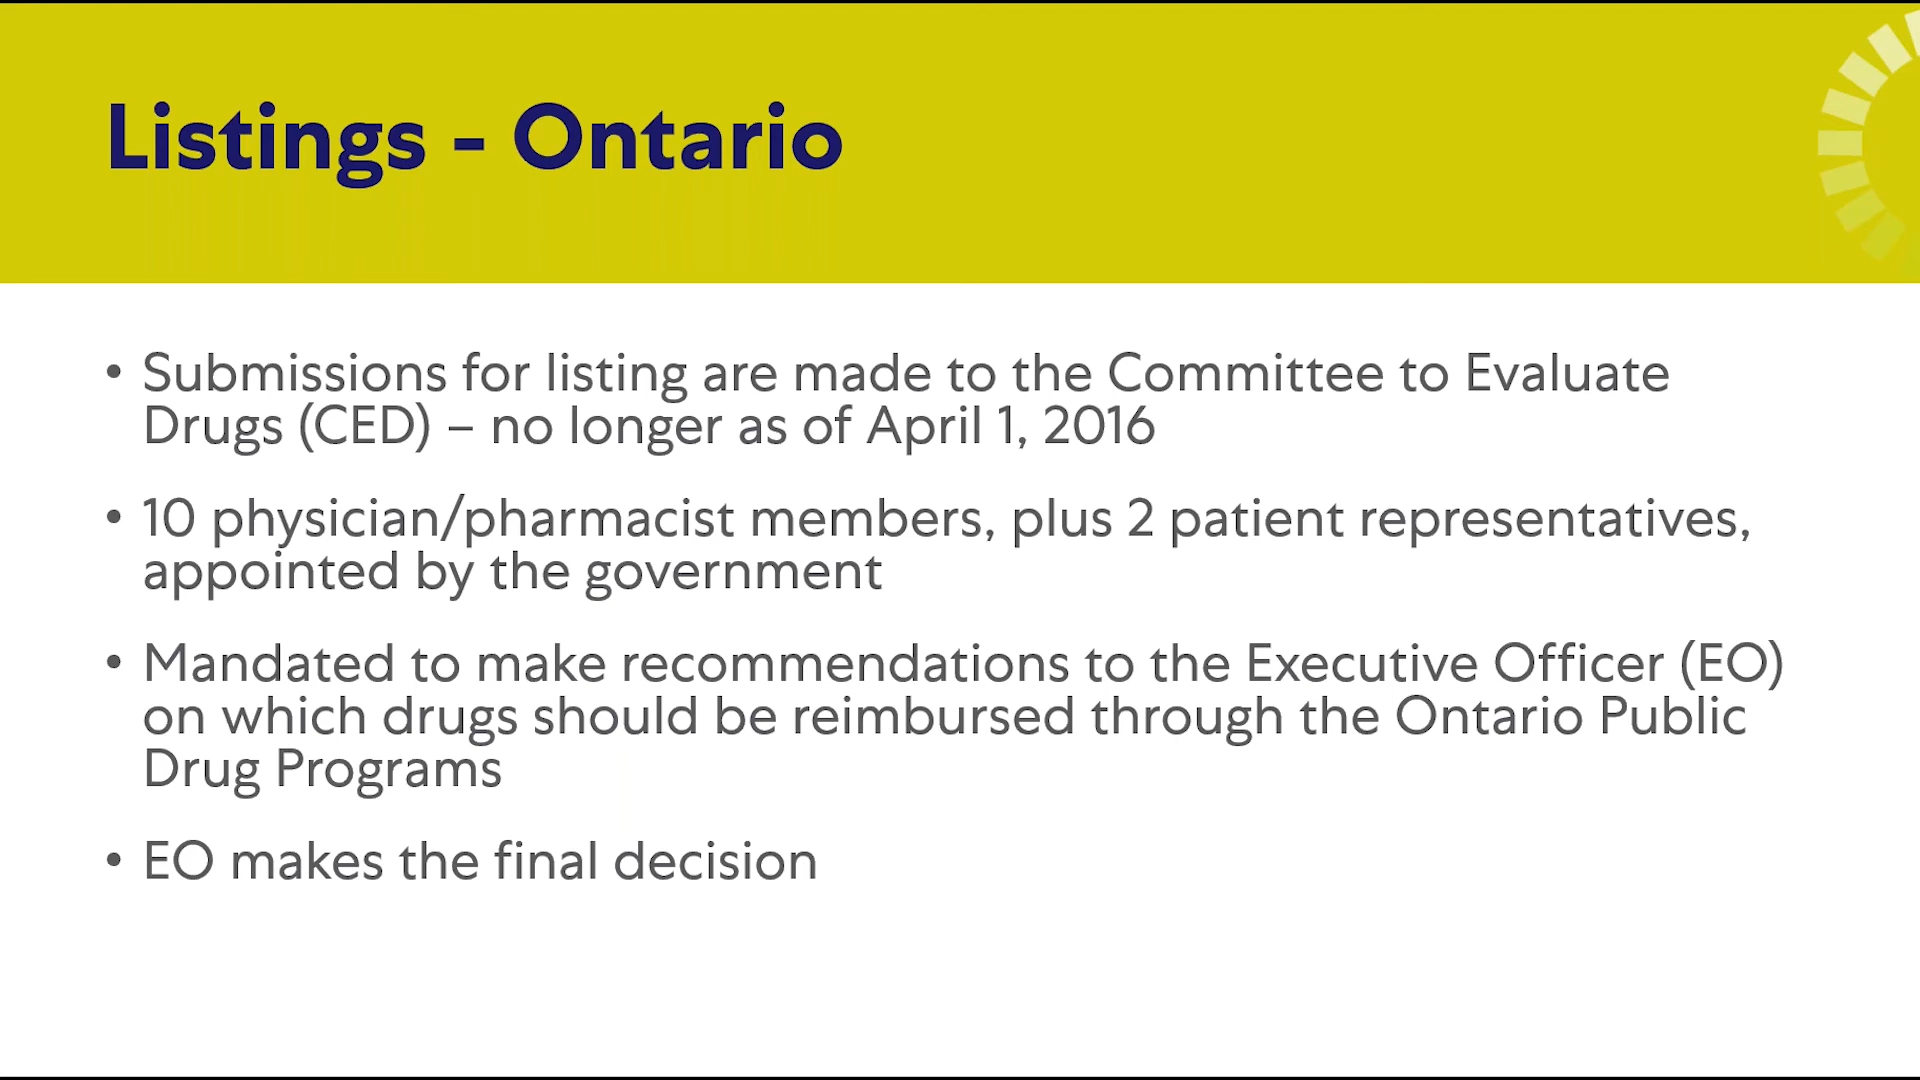 Listings - Ontario
• Submissions for listing are made to the Committee to Evaluate
Drugs (CED) – no longer as of April 1, 2016
• 10 physician/pharmacist members, plus 2 patient representatives,
appointed by the government
• Mandated to make recommendations to the Executive Officer (EO)
on which drugs should be reimbursed through the Ontario Public
Drug Programs
• EO makes the final decision